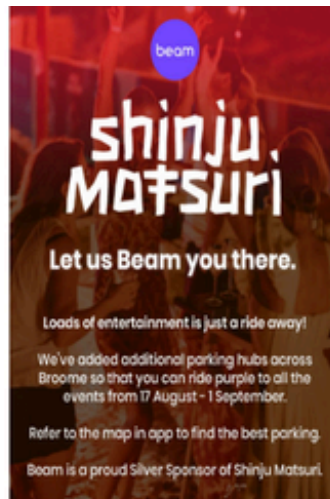 beam
shinju
Matsuri
Let us Beam you there.
Loads of entertainment is just a ride away!
We've added additional parking hubs across
Broome so that you can ride purple to all the
events from 17 August - 1 September.
Refer to the map in app to find the best parking.
Beam is a proud Silver Sponsor of Shinju Matsuri.